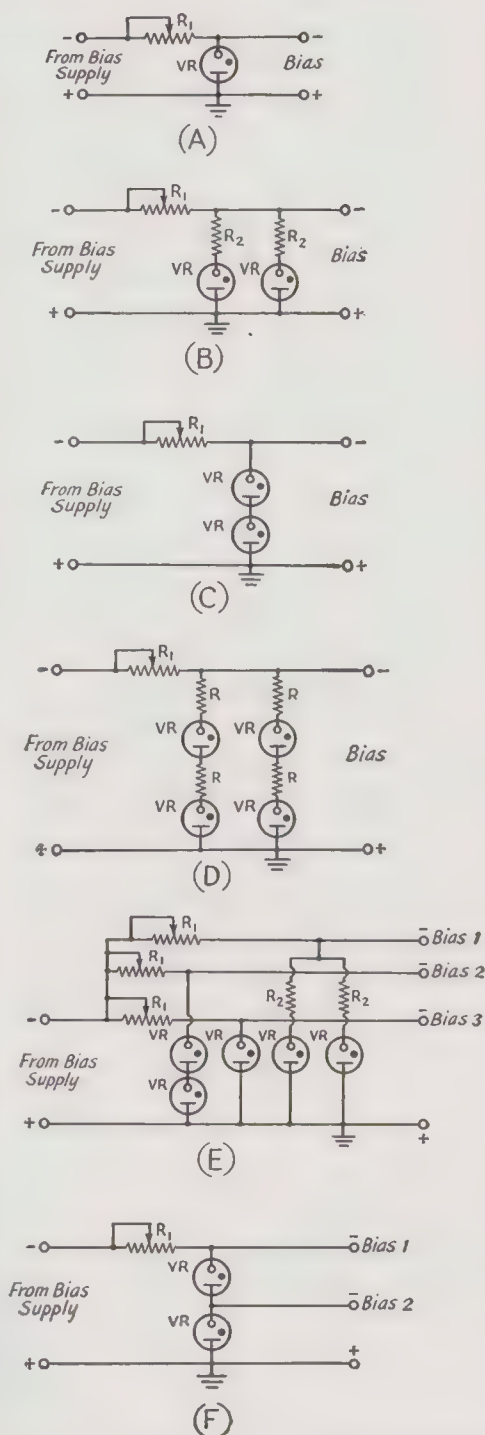 - R₁ -
From Bias Supply VR Bias
+ +
(A)
- R₁ -
R₂ R₂
From Bias Supply VR VR Bias
+ +
(B)
- R₁ -
VR
From Bias Supply Bias
VR
+ +
(C)
- R₁ -
R R
VR VR
From Bias Supply Bias
R R
VR VR
+ +
(D)
R₁ - Bias 1
R₁ - Bias 2
R₂ R₂
- R₁ - Bias 3
VR VR VR VR
From Bias Supply
VR
+ +
(E)
- R₁ - Bias 1
VR
From Bias Supply - Bias 2
VR
+ +
(F)